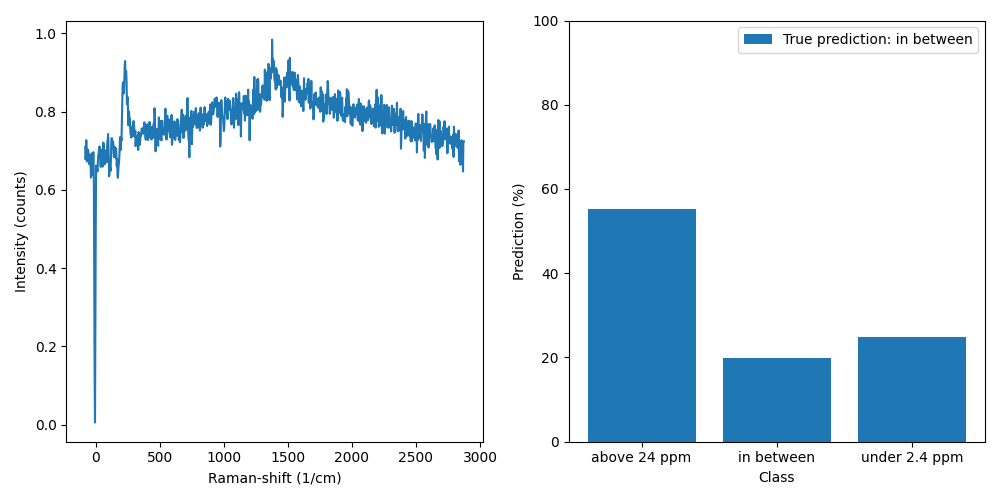 1.0
0.8
0.6
0.4
0.2
0.0
Intensity (counts)
0 500 1000 1500 2000 2500 3000
Raman-shift (1/cm)
100
80
60
40
20
0
Prediction (%)
True prediction: in between
above 24 ppm in between under 2.4 ppm
Class